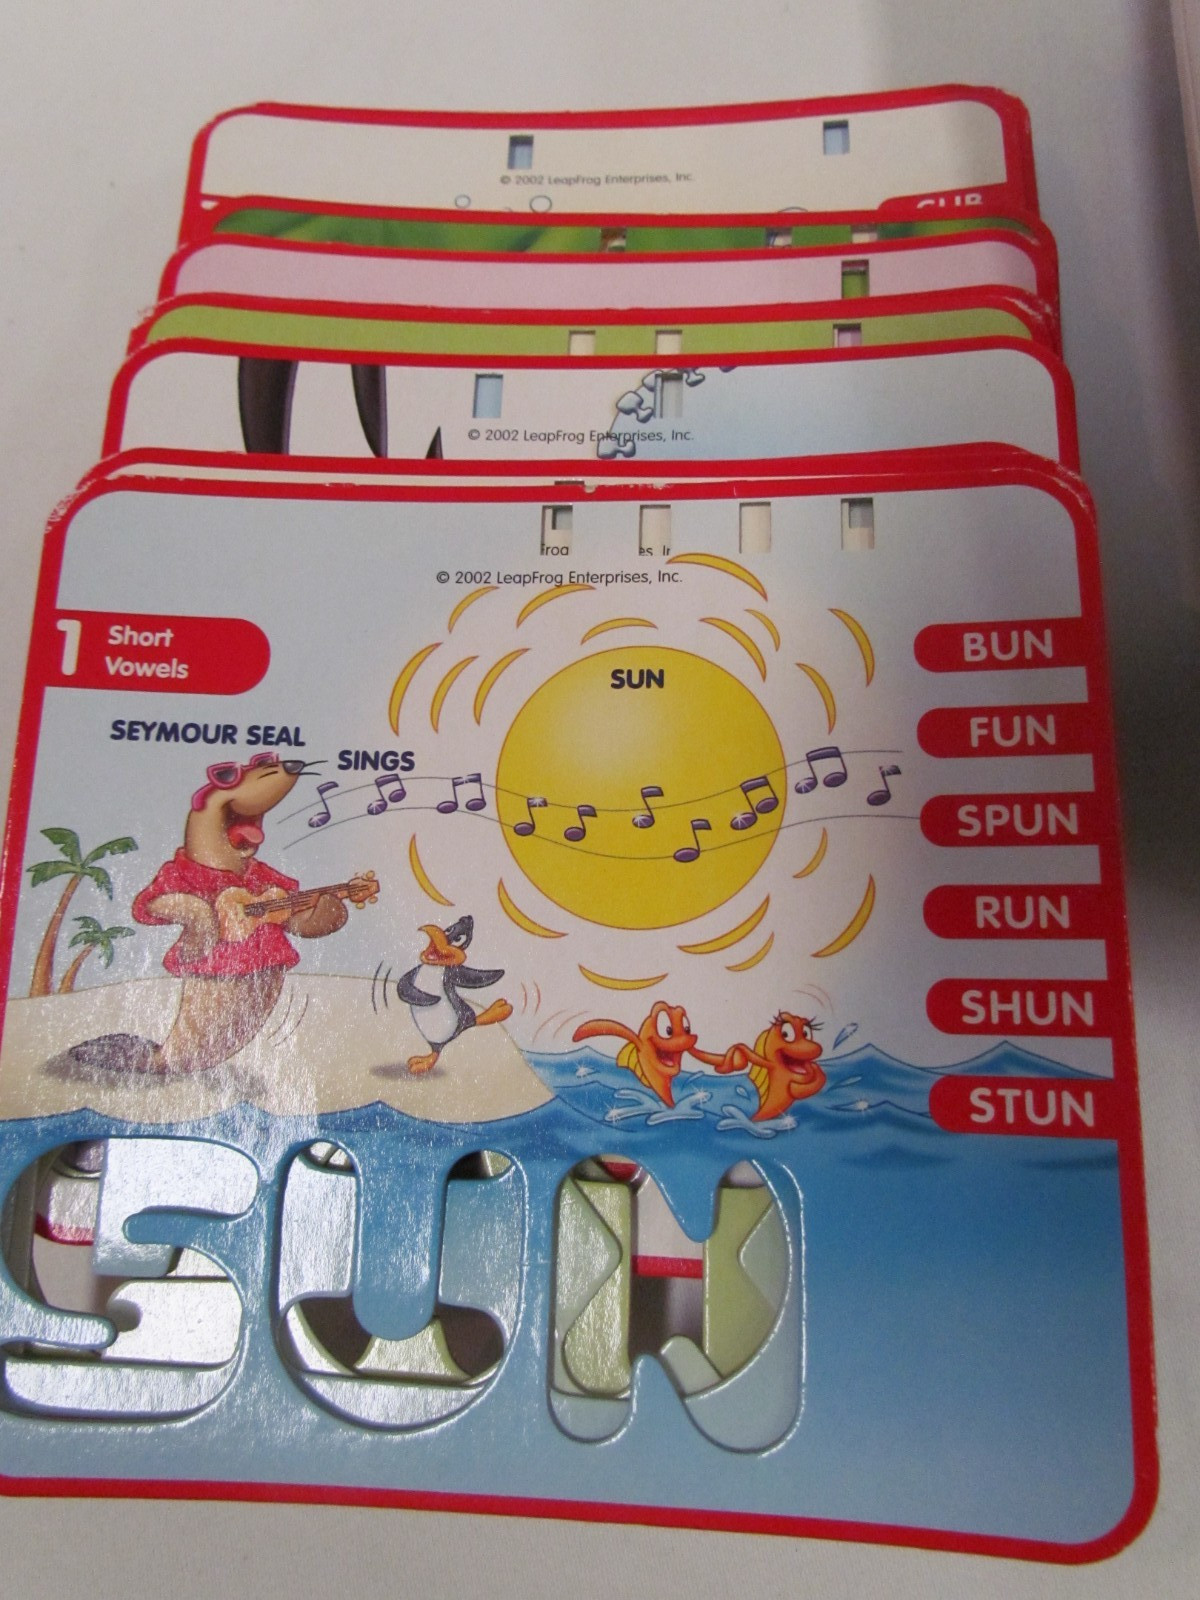 © 2002 LeapFrog Enterprises, Inc.
© 2002 LeapFrog Enterprises, Inc.
© 2002 LeapFrog Enterprises, Inc.
1 Short
Vowels
SEYMOUR SEAL
SINGS
SUN
BUN
FUN
SPUN
RUN
SHUN
STUN
SUN